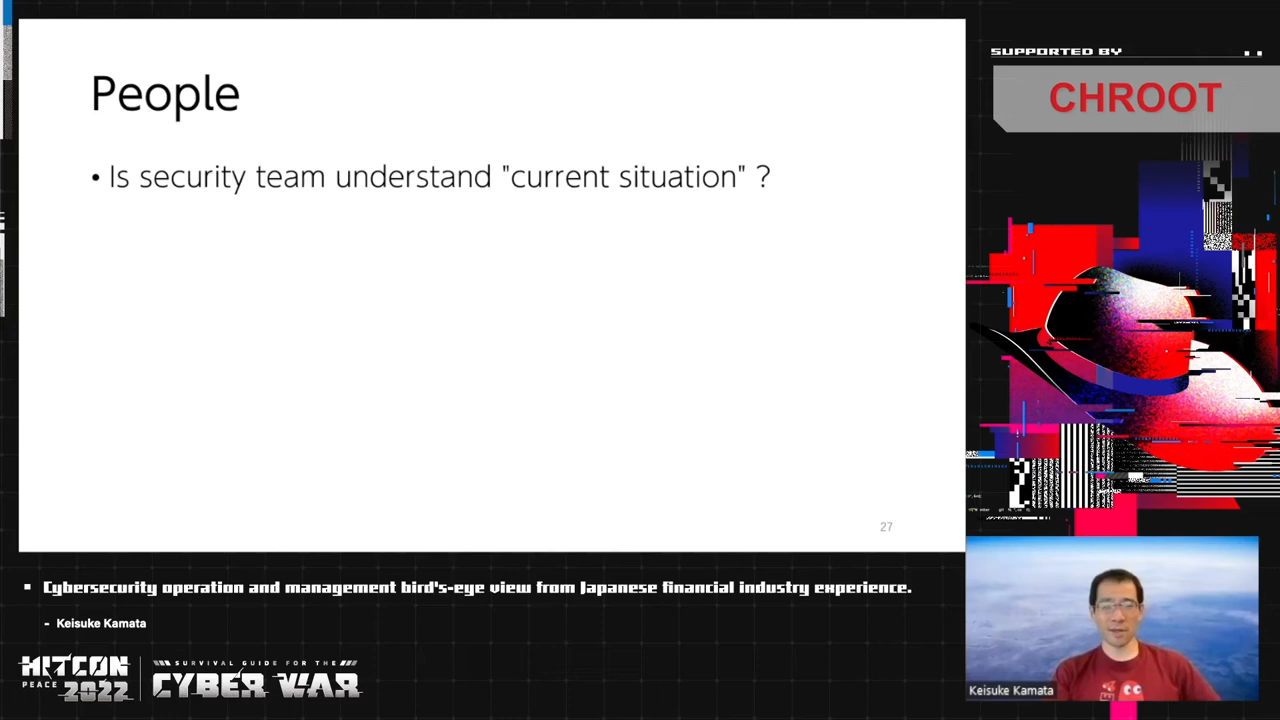 People
• Is security team understand "current situation" ?
27
SUPPORTED BY
CHROOT
Cybersecurity operation and management bird's-eye view from Japanese financial industry experience.
- Keisuke Kamata
HITCON
PEACE 2022
SURVIVAL GUIDE FOR THE
CYBER WAR
Keisuke Kamata